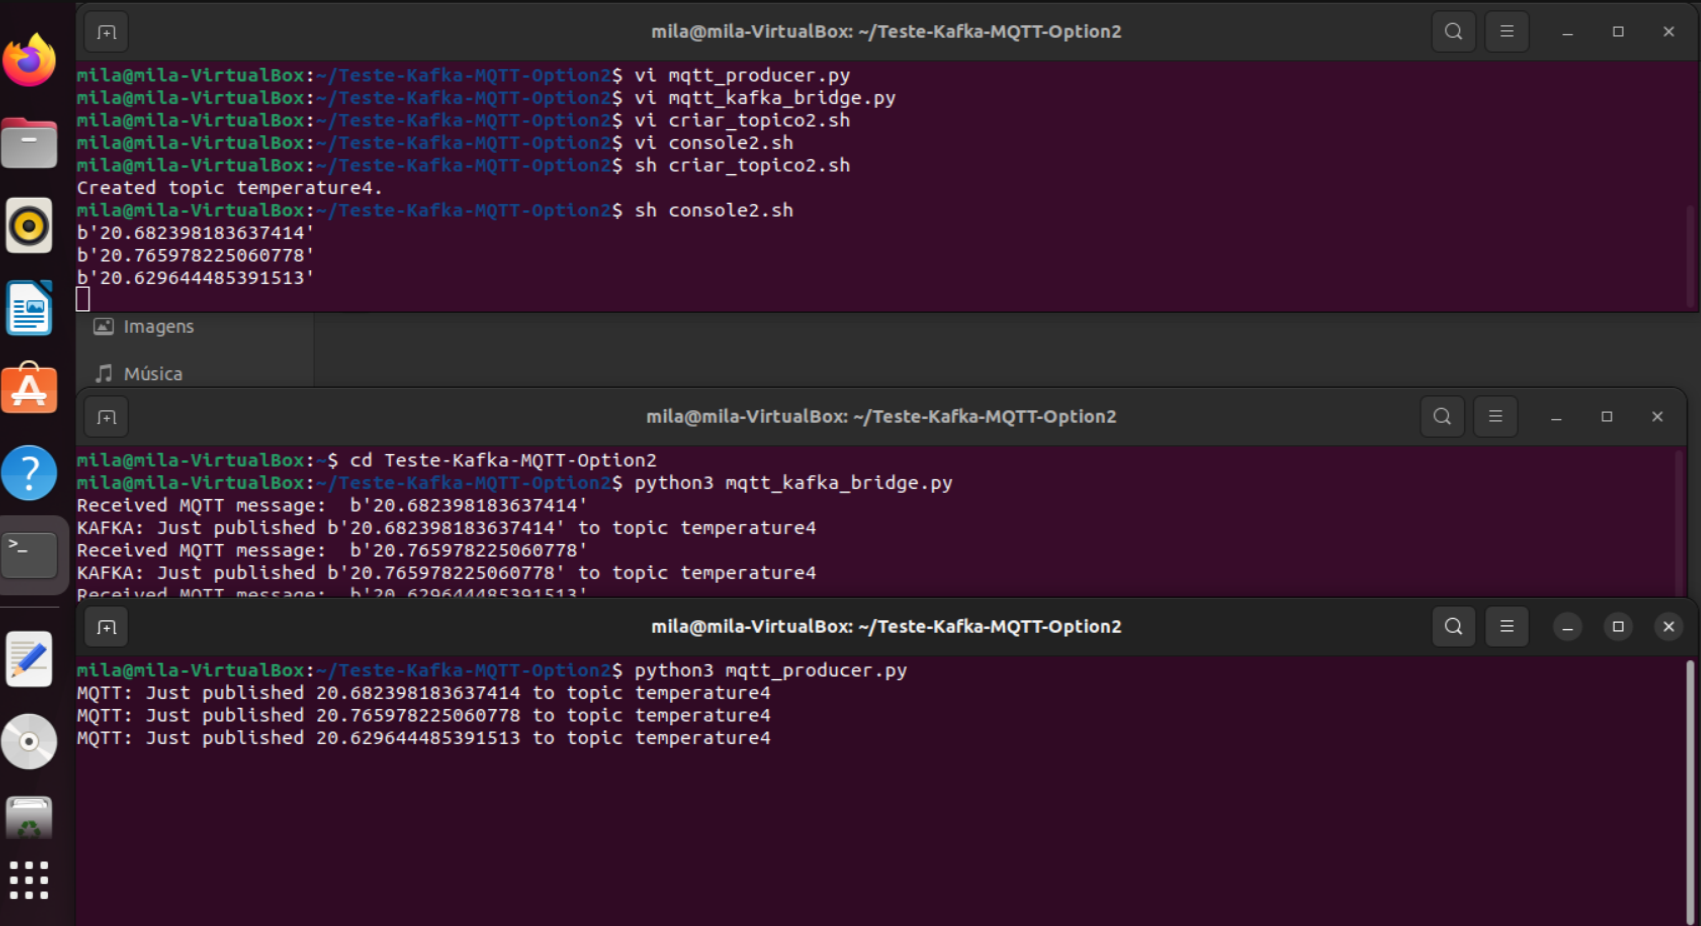 mila@mila-VirtualBox: ~/Teste-Kafka-MQTT-Option2
mila@mila-VirtualBox:~/Teste-Kafka-MQTT-Option2$ vi mqtt_producer.py
mila@mila-VirtualBox:~/Teste-Kafka-MQTT-Option2$ vi mqtt_kafka_bridge.py
mila@mila-VirtualBox:~/Teste-Kafka-MQTT-Option2$ vi criar_topico2.sh
mila@mila-VirtualBox:~/Teste-Kafka-MQTT-Option2$ vi console2.sh
mila@mila-VirtualBox:~/Teste-Kafka-MQTT-Option2$ sh criar_topico2.sh
Created topic temperature4.
mila@mila-VirtualBox:~/Teste-Kafka-MQTT-Option2$ sh console2.sh
b'20.682398183637414'
b'20.765978225060778'
b'20.629644485391513'
Imagens
Música
mila@mila-VirtualBox: ~/Teste-Kafka-MQTT-Option2
mila@mila-VirtualBox:~$ cd Teste-Kafka-MQTT-Option2
mila@mila-VirtualBox:~/Teste-Kafka-MQTT-Option2$ python3 mqtt_kafka_bridge.py
Received MQTT message:  b'20.682398183637414'
KAFKA: Just published b'20.682398183637414' to topic temperature4
Received MQTT message:  b'20.765978225060778'
KAFKA: Just published b'20.765978225060778' to topic temperature4
Received MQTT message:  b'20.629644485391513'
mila@mila-VirtualBox: ~/Teste-Kafka-MQTT-Option2
mila@mila-VirtualBox:~/Teste-Kafka-MQTT-Option2$ python3 mqtt_producer.py
MQTT: Just published 20.682398183637414 to topic temperature4
MQTT: Just published 20.765978225060778 to topic temperature4
MQTT: Just published 20.629644485391513 to topic temperature4